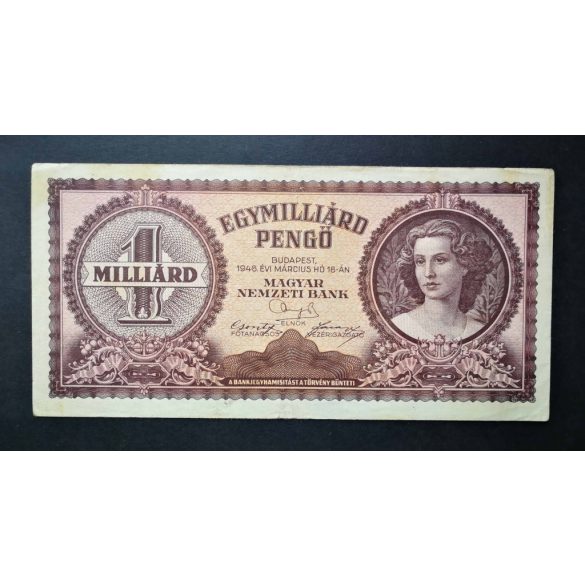 1
MILLIÁRD
EGYMILLIÁRD
PENGŐ
BUDAPEST,
1946. ÉVI MÁRCIUS HÓ 18-ÁN
MAGYAR
NEMZETI BANK
ELNÖK
FŐTANÁCSOS VEZÉRIGAZGATÓ
A BANKJEGYHAMISÍTÁST A TÖRVÉNY BÜNTETI